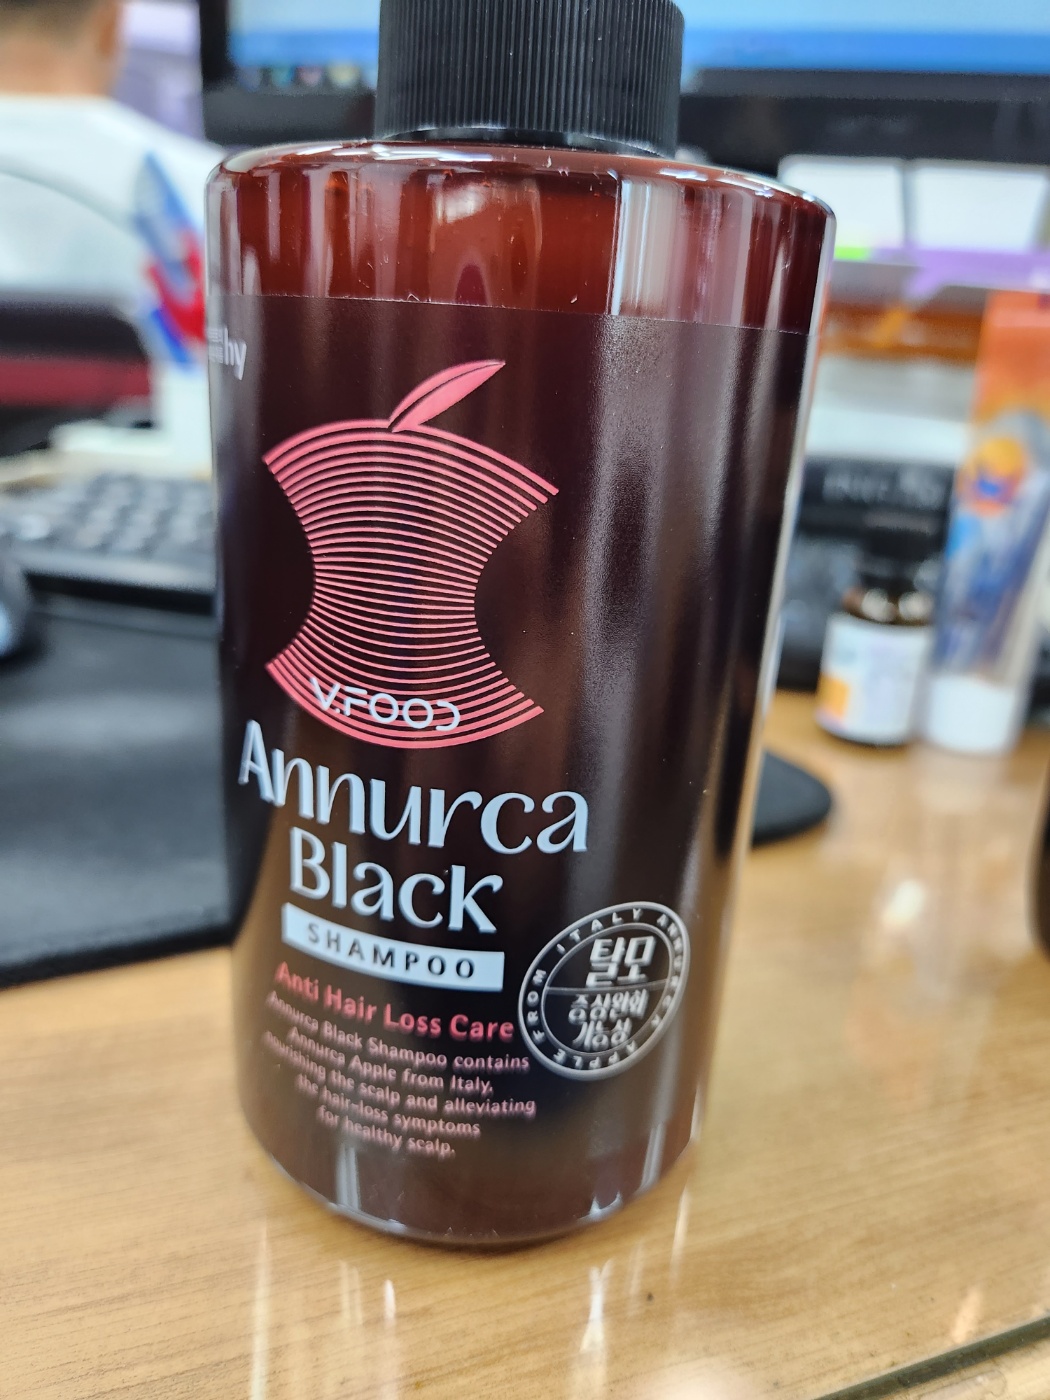 hy
V.FOOD
Annurca
Black
SHAMPOO
Anti Hair Loss Care
Annurca Black Shampoo contains
Annurca Apple from Italy,
nourishing the scalp and alleviating
the hair-loss symptoms
for healthy scalp.
ANNURCA APPLE FROM ITALY
탈모
증상완화
기능성